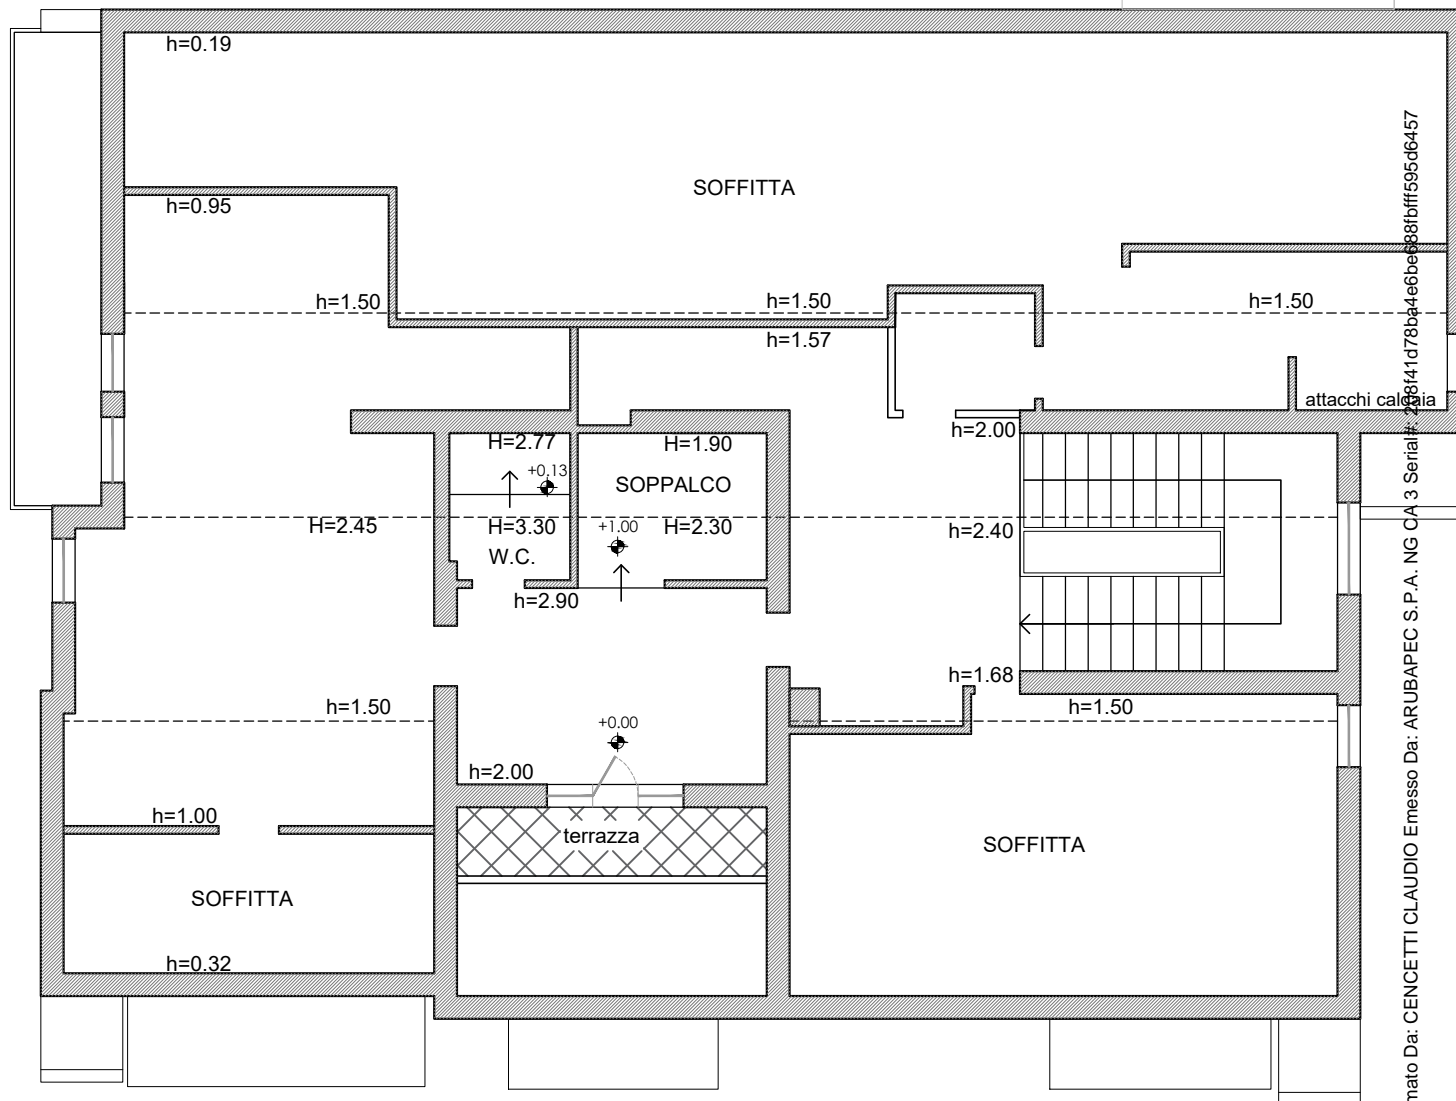 h=0.19
SOFFITTA
h=0.95
h=1.50
h=1.50
h=1.50
h=1.57
attacchi caldaia
h=2.00
H=2.77
H=1.90
+0.13
SOPPALCO
H=2.45
H=3.30
+1.00
H=2.30
h=2.40
W.C.
h=2.90
h=1.68
h=1.50
h=1.50
+0.00
h=2.00
h=1.00
terrazza
SOFFITTA
SOFFITTA
h=0.32
mato Da: CENCETTI CLAUDIO Emesso Da: ARUBAPEC S.P.A. NG CA 3 Serial#: 208f41d78ba4e6be688fbfff595d6457